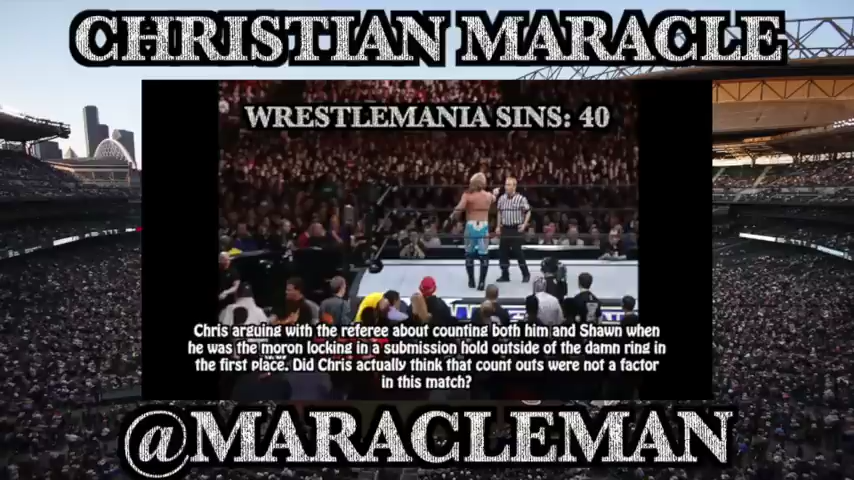 CHRISTIAN MARACLE
WRESTLEMANIA SINS: 40
Chris arguing with the referee about counting both him and Shawn when
he was the moron locking in a submission hold outside of the damn ring in
the first place. Did Chris actually think that count outs were not a factor
in this match?
@MARACLEMAN